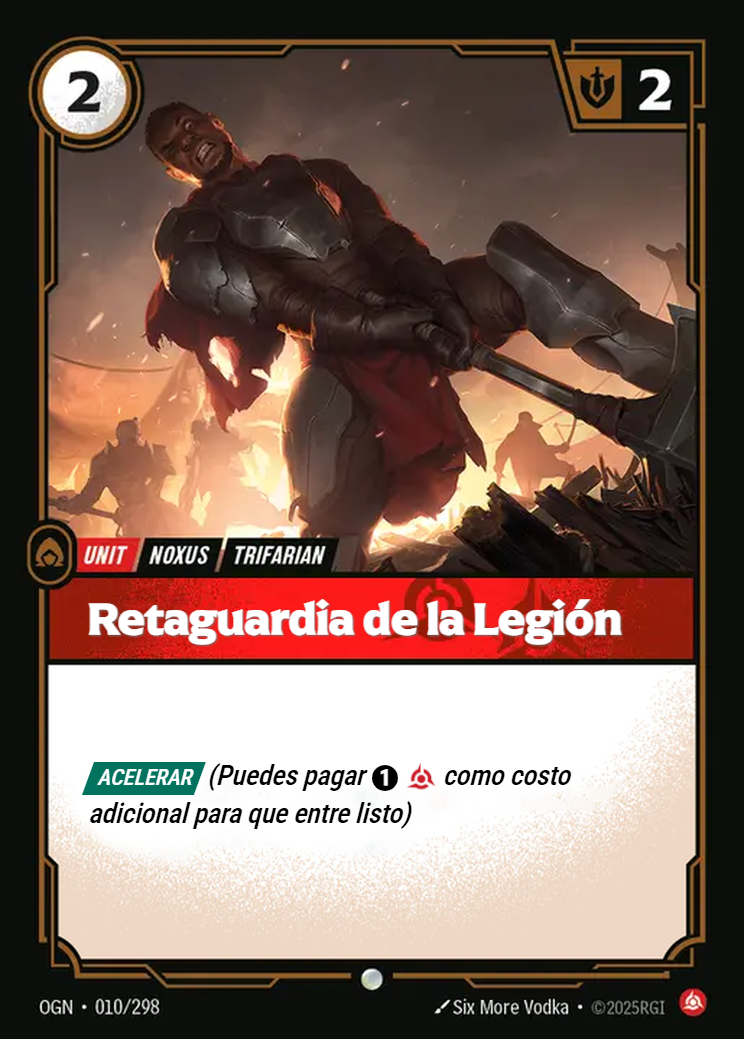 2
2
UNIT NOXUS TRIFARIAN
Retaguardia de la Legión
ACELERAR (Puedes pagar 1 como costo
adicional para que entre listo)
OGN • 010/298
Six More Vodka • ©2025RGI